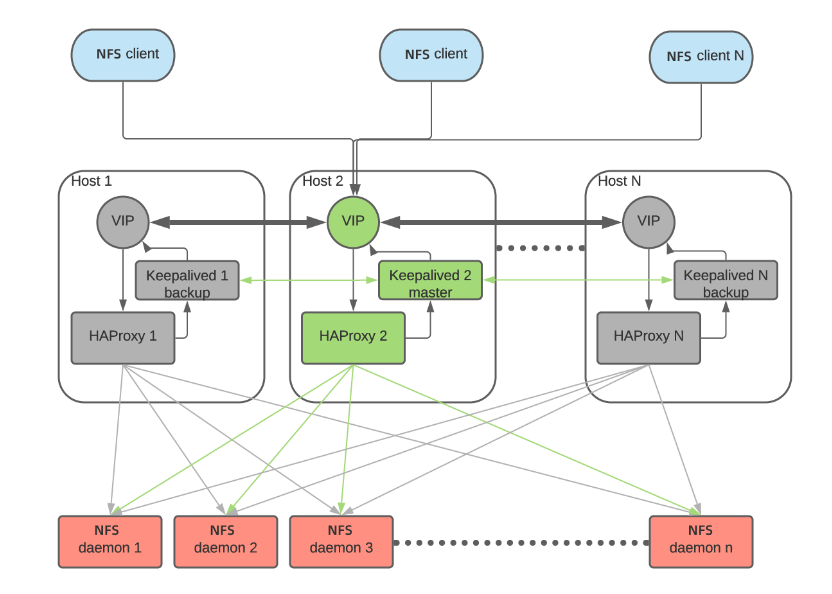 NFS client
NFS client
NFS client N
Host 1
Host 2
Host N
VIP
VIP
VIP
Keepalived 1
backup
Keepalived 2
master
Keepalived N
backup
HAProxy 1
HAProxy 2
HAProxy N
NFS
daemon 1
NFS
daemon 2
NFS
daemon 3
NFS
daemon n